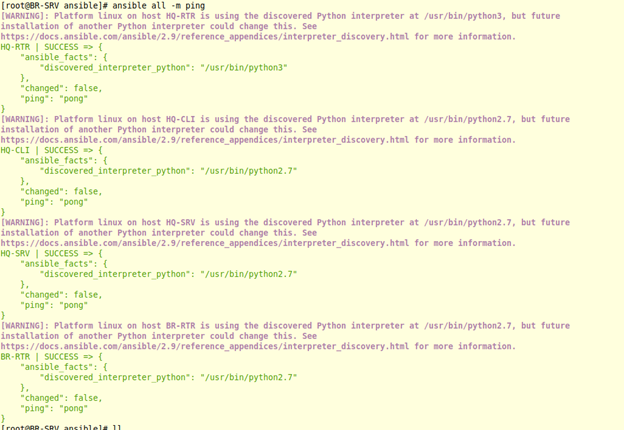 [root@BR-SRV ansible]# ansible all -m ping
[WARNING]: Platform linux on host HQ-RTR is using the discovered Python interpreter at /usr/bin/python3, but future
installation of another Python interpreter could change this. See
https://docs.ansible.com/ansible/2.9/reference_appendices/interpreter_discovery.html for more information.
HQ-RTR | SUCCESS => {
    "ansible_facts": {
        "discovered_interpreter_python": "/usr/bin/python3"
    },
    "changed": false,
    "ping": "pong"
}
[WARNING]: Platform linux on host HQ-CLI is using the discovered Python interpreter at /usr/bin/python2.7, but future
installation of another Python interpreter could change this. See
https://docs.ansible.com/ansible/2.9/reference_appendices/interpreter_discovery.html for more information.
HQ-CLI | SUCCESS => {
    "ansible_facts": {
        "discovered_interpreter_python": "/usr/bin/python2.7"
    },
    "changed": false,
    "ping": "pong"
}
[WARNING]: Platform linux on host HQ-SRV is using the discovered Python interpreter at /usr/bin/python2.7, but future
installation of another Python interpreter could change this. See
https://docs.ansible.com/ansible/2.9/reference_appendices/interpreter_discovery.html for more information.
HQ-SRV | SUCCESS => {
    "ansible_facts": {
        "discovered_interpreter_python": "/usr/bin/python2.7"
    },
    "changed": false,
    "ping": "pong"
}
[WARNING]: Platform linux on host BR-RTR is using the discovered Python interpreter at /usr/bin/python2.7, but future
installation of another Python interpreter could change this. See
https://docs.ansible.com/ansible/2.9/reference_appendices/interpreter_discovery.html for more information.
BR-RTR | SUCCESS => {
    "ansible_facts": {
        "discovered_interpreter_python": "/usr/bin/python2.7"
    },
    "changed": false,
    "ping": "pong"
}
[root@BR-SRV ansible]# ll